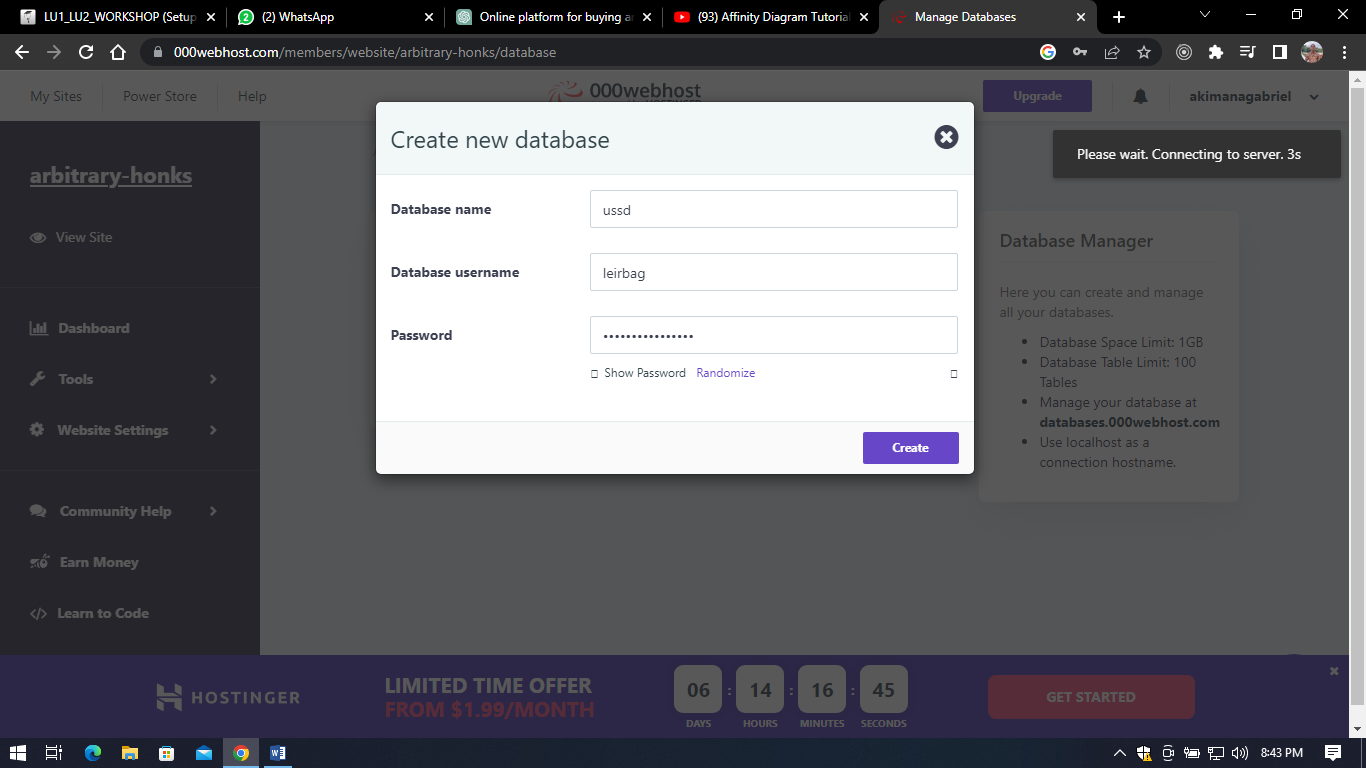 LU1_LU2_WORKSHOP (Setup
(2) WhatsApp
Online platform for buying an
(93) Affinity Diagram Tutorial
Manage Databases
000webhost.com/members/website/arbitrary-honks/database
My Sites
Power Store
Help
000webhost
Upgrade
akimanagabriel
Please wait. Connecting to server. 3s
arbitrary-honks
View Site
Dashboard
Tools
Website Settings
Community Help
Earn Money
Learn to Code
Create new database
Database name
ussd
Database username
leirbag
Password
••••••••••••••••
Show Password Randomize
Create
Database Manager
Here you can create and manage
all your databases.
• Database Space Limit: 1GB
• Database Table Limit: 100
Tables
• Manage your database at
databases.000webhost.com
• Use localhost as a
connection hostname.
HOSTINGER
LIMITED TIME OFFER
FROM $1.99/MONTH
06 : 14 : 16 : 45
DAYS HOURS MINUTES SECONDS
GET STARTED
8:43 PM